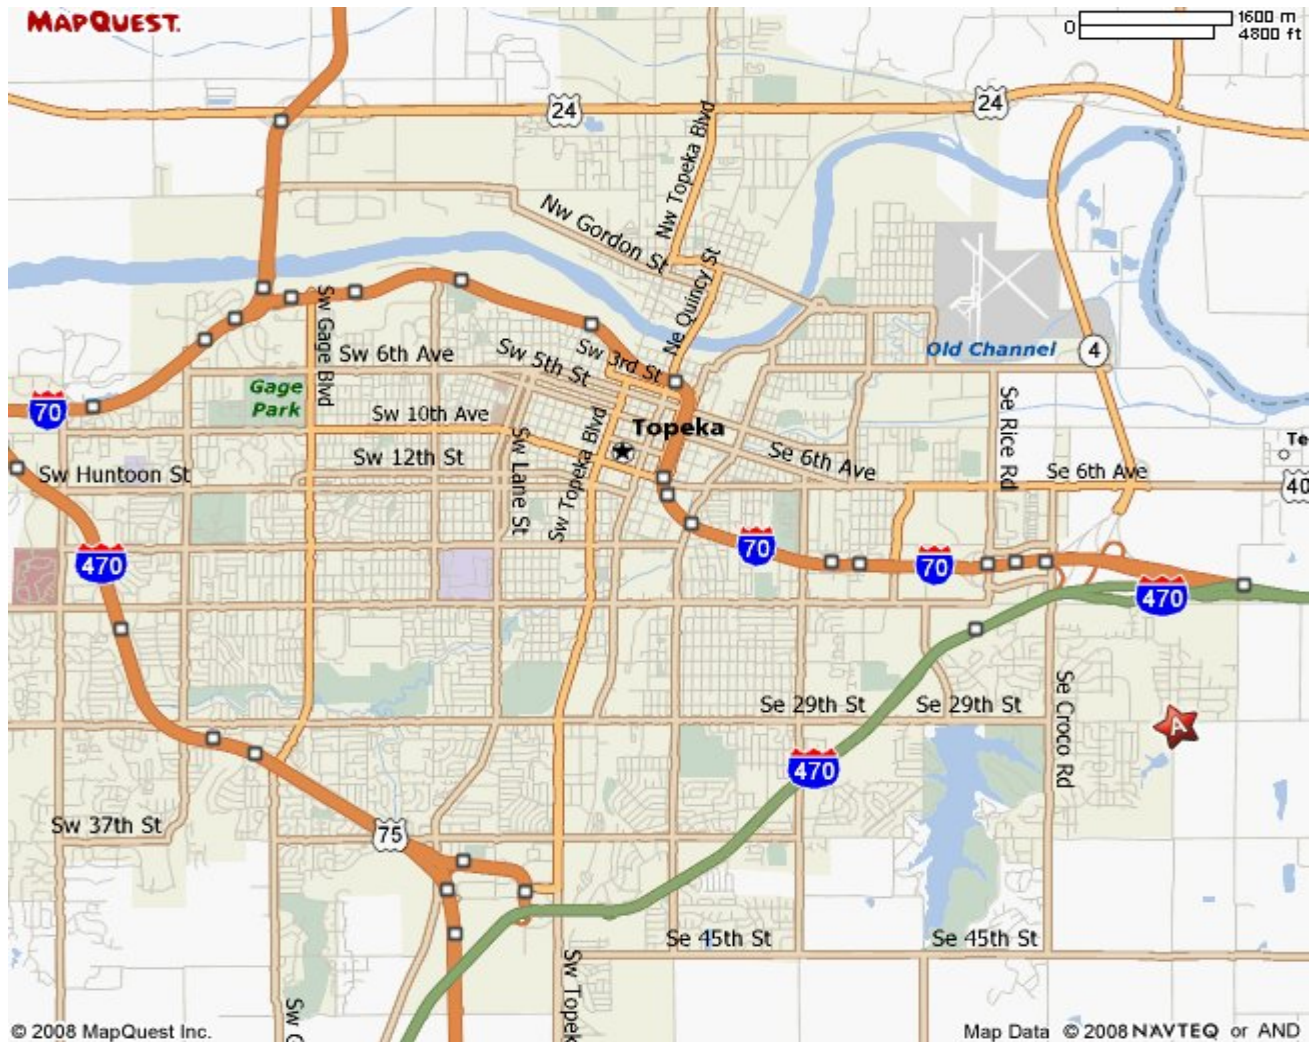 MAPQUEST.
0
1600 m
4800 ft
24
24
Nw Topeka Blvd
Nw Gordon St
Ne Quincy St
Sw Gage Blvd
Sw 6th Ave
Sw 5th St
Sw 3rd St
Old Channel
4
70
Gage
Park
Sw 10th Ave
Topeka
Sw Topeka Blvd
Se Rice Rd
Sw Huntoon St
Sw 12th St
Sw Lane St
Se 6th Ave
Se 6th Ave
Te
40
470
70
70
470
Se 29th St
Se 29th St
Se Croco Rd
A
470
Sw 37th St
75
Se 45th St
Se 45th St
Sw Topek
Sw G
© 2008 MapQuest Inc.
Map Data © 2008 NAVTEQ or AND